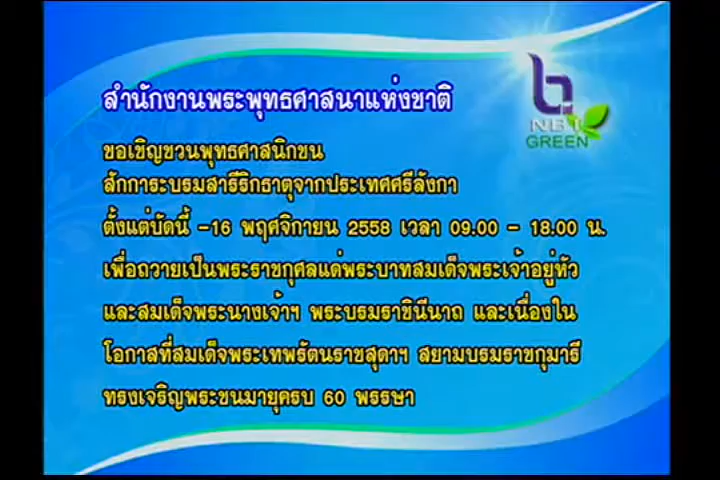 สำนักงานพระพุทธศาสนาแห่งชาติ
NBT
GREEN
ขอเชิญชวนพุทธศาสนิกชน
สักการะบรมสารีริกธาตุจากประเทศศรีลังกา
ตั้งแต่บัดนี้ -16 พฤศจิกายน 2558 เวลา 09.00 - 18.00 น.
เพื่อถวายเป็นพระราชกุศลแด่พระบาทสมเด็จพระเจ้าอยู่หัว
และสมเด็จพระนางเจ้าฯ พระบรมราชินีนาถ และเนื่องใน
โอกาสที่สมเด็จพระเทพรัตนราชสุดาฯ สยามบรมราชกุมารี
ทรงเจริญพระชนมายุครบ 60 พรรษา